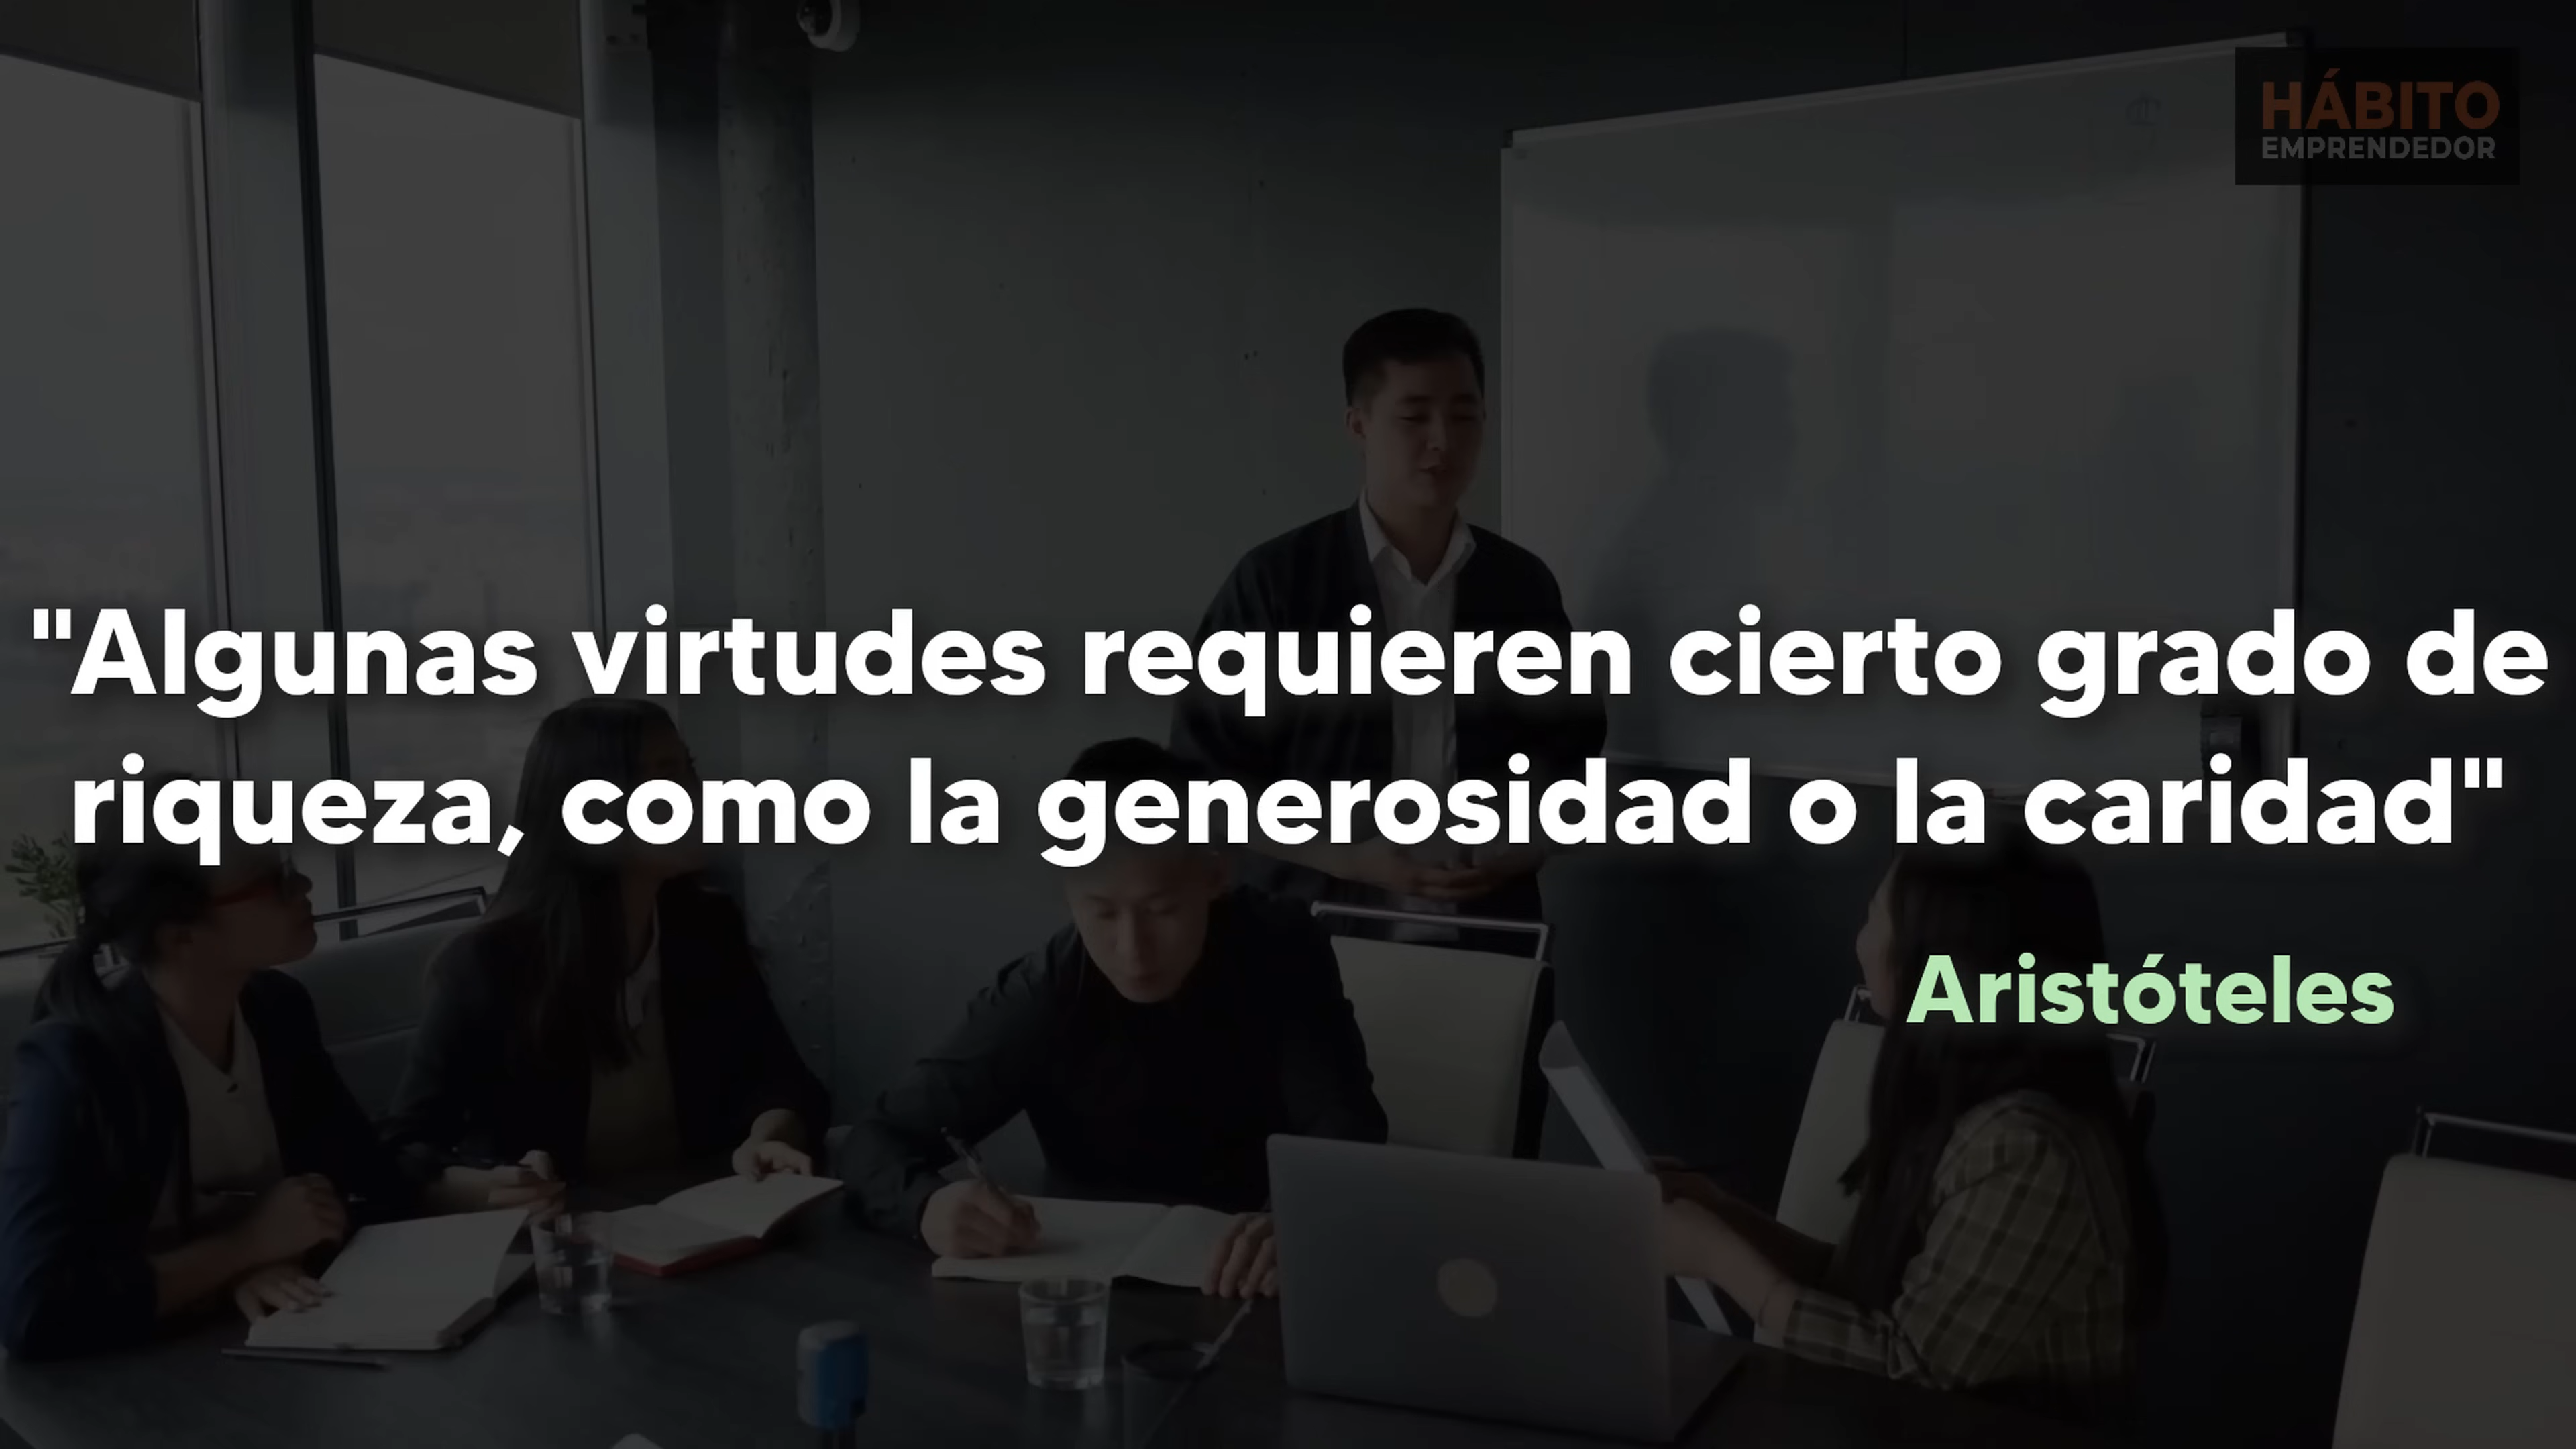 HÁBITO
EMPRENDEDOR
"Algunas virtudes requieren cierto grado de
riqueza, como la generosidad o la caridad"
Aristóteles